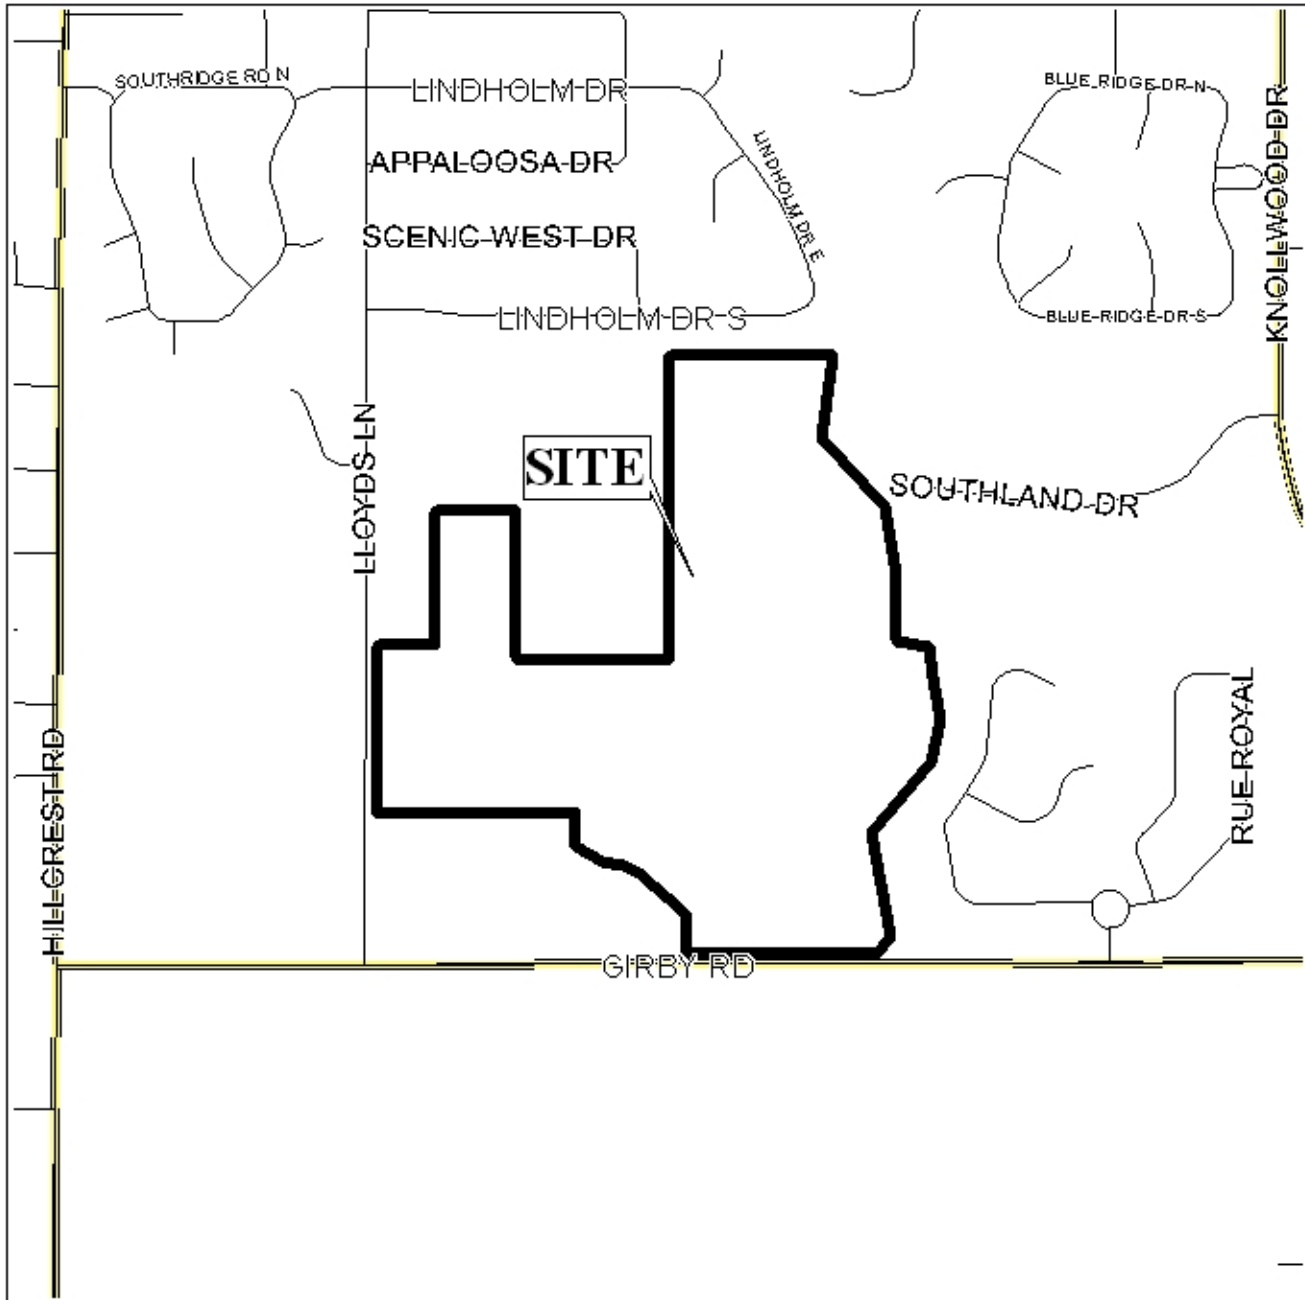 SOUTHRIDGE RD N
LINDHOLM DR
BLUE RIDGE DR N
KNOLLWOOD DR
APPALOOSA DR
LINDHOLM DR E
SCENIC WEST DR
LINDHOLM DR S
BLUE RIDGE DR S
LLOYDS LN
SITE
SOUTHLAND DR
HILLCREST RD
RUE ROYAL
GIRBY RD